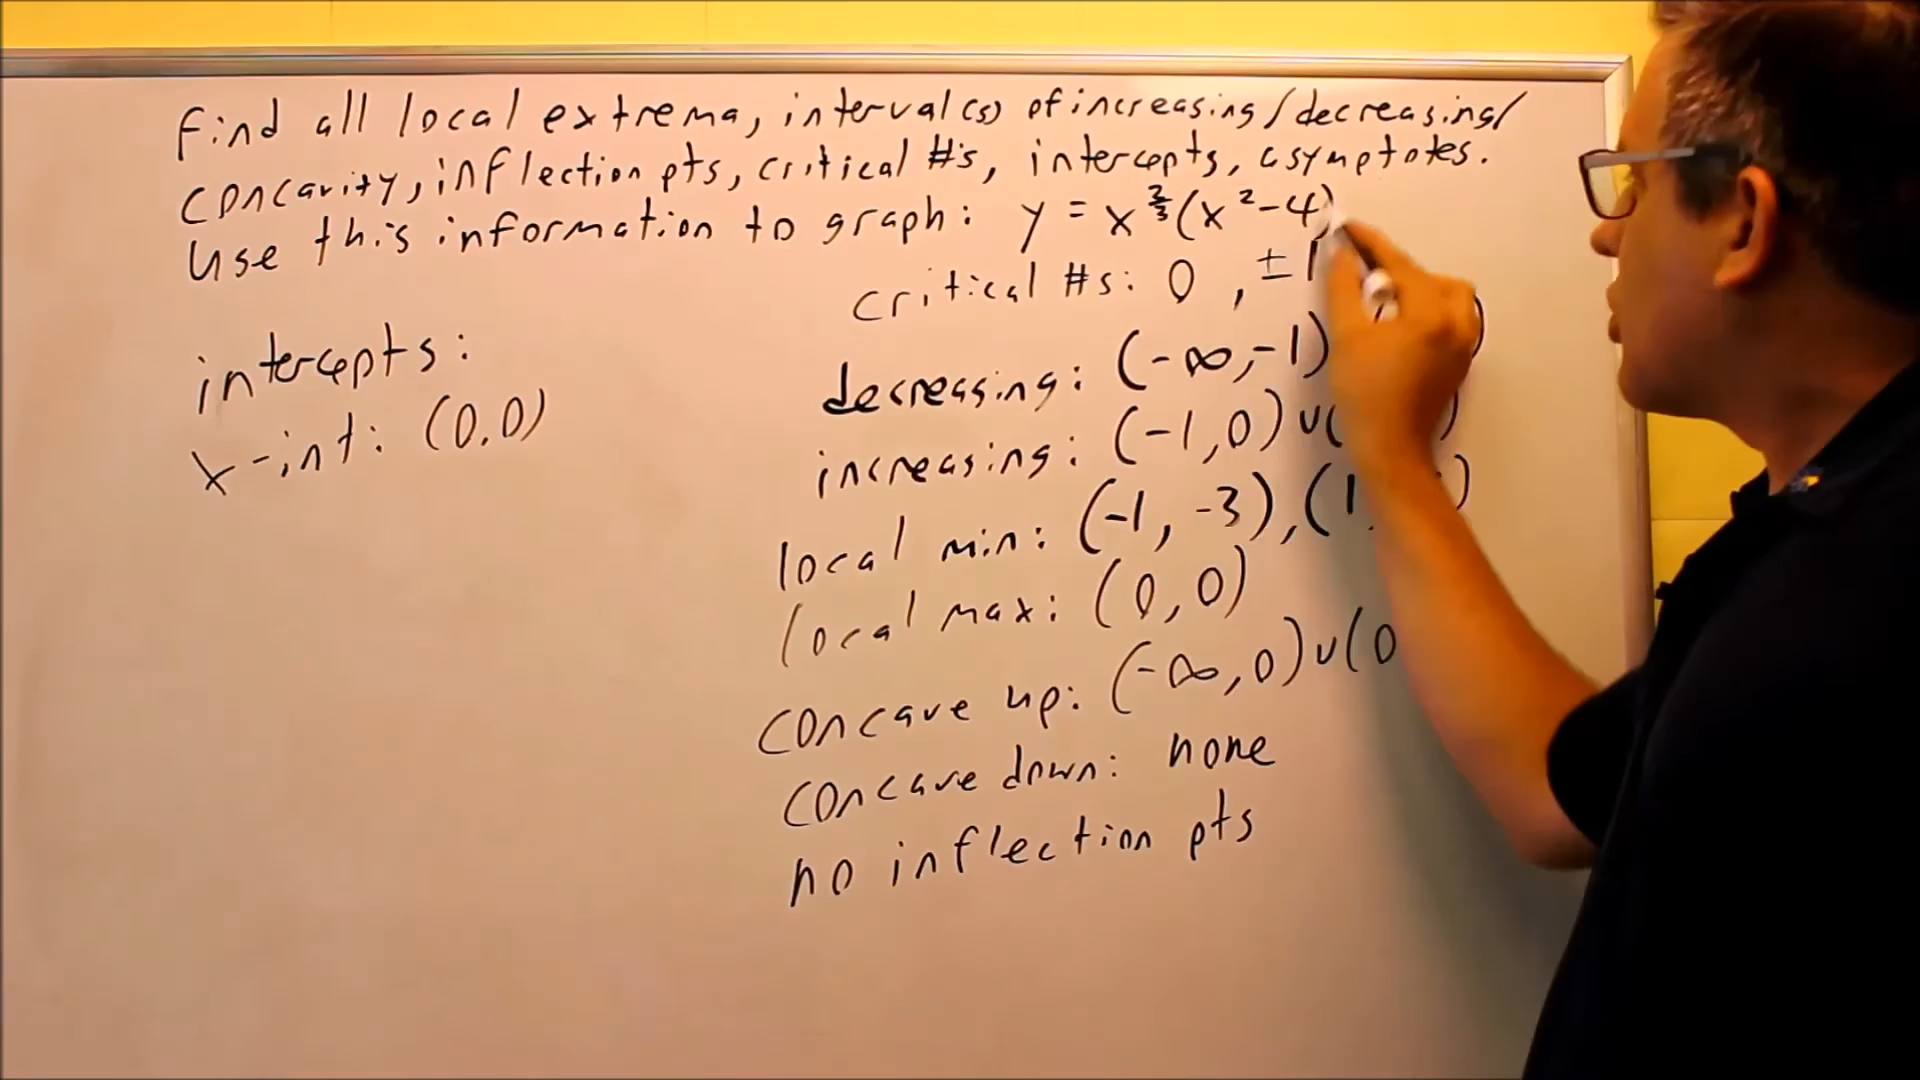 Find all local extrema, interval(s) of increasing/decreasing/
concavity, inflection pts, critical #'s, intercepts, asymptotes.
Use this information to graph: y = x^(2/3) (x² - 4)
critical #s: 0, ±1
intercepts:
x-int: (0,0)
decreasing: (-∞, -1)
increasing: (-1, 0) ∪ (
local min: (-1, -3), (1,
local max: (0, 0)
concave up: (-∞, 0) ∪ (0
concave down: none
no inflection pts